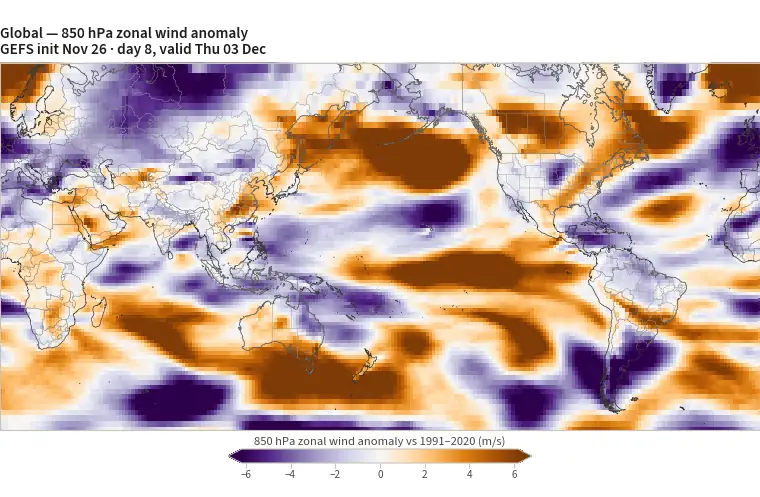 Global — 850 hPa zonal wind anomaly
GEFS init Nov 26 · day 8, valid Thu 03 Dec
850 hPa zonal wind anomaly vs 1991–2020 (m/s)
−6 −4 −2 0 2 4 6